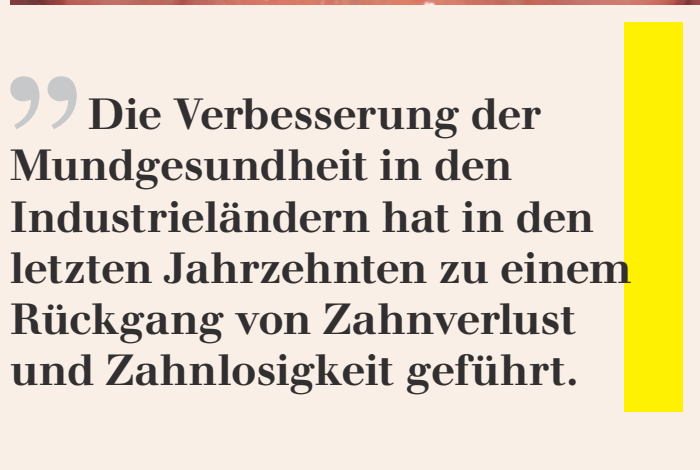 ” Die Verbesserung der
Mundgesundheit in den
Industrieländern hat in den
letzten Jahrzehnten zu einem
Rückgang von Zahnverlust
und Zahnlosigkeit geführt.